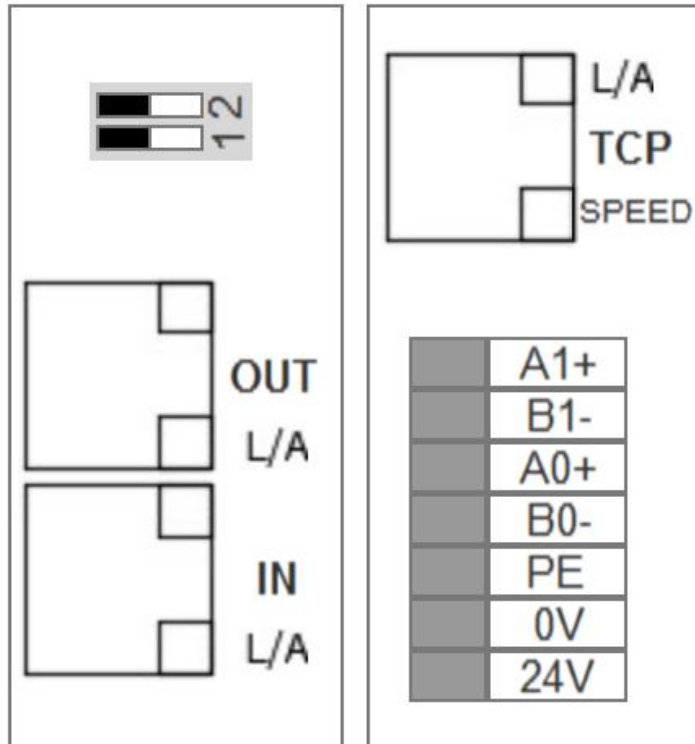 2
1
OUT
L/A
IN
L/A
L/A
TCP
SPEED
A1+
B1-
A0+
B0-
PE
0V
24V